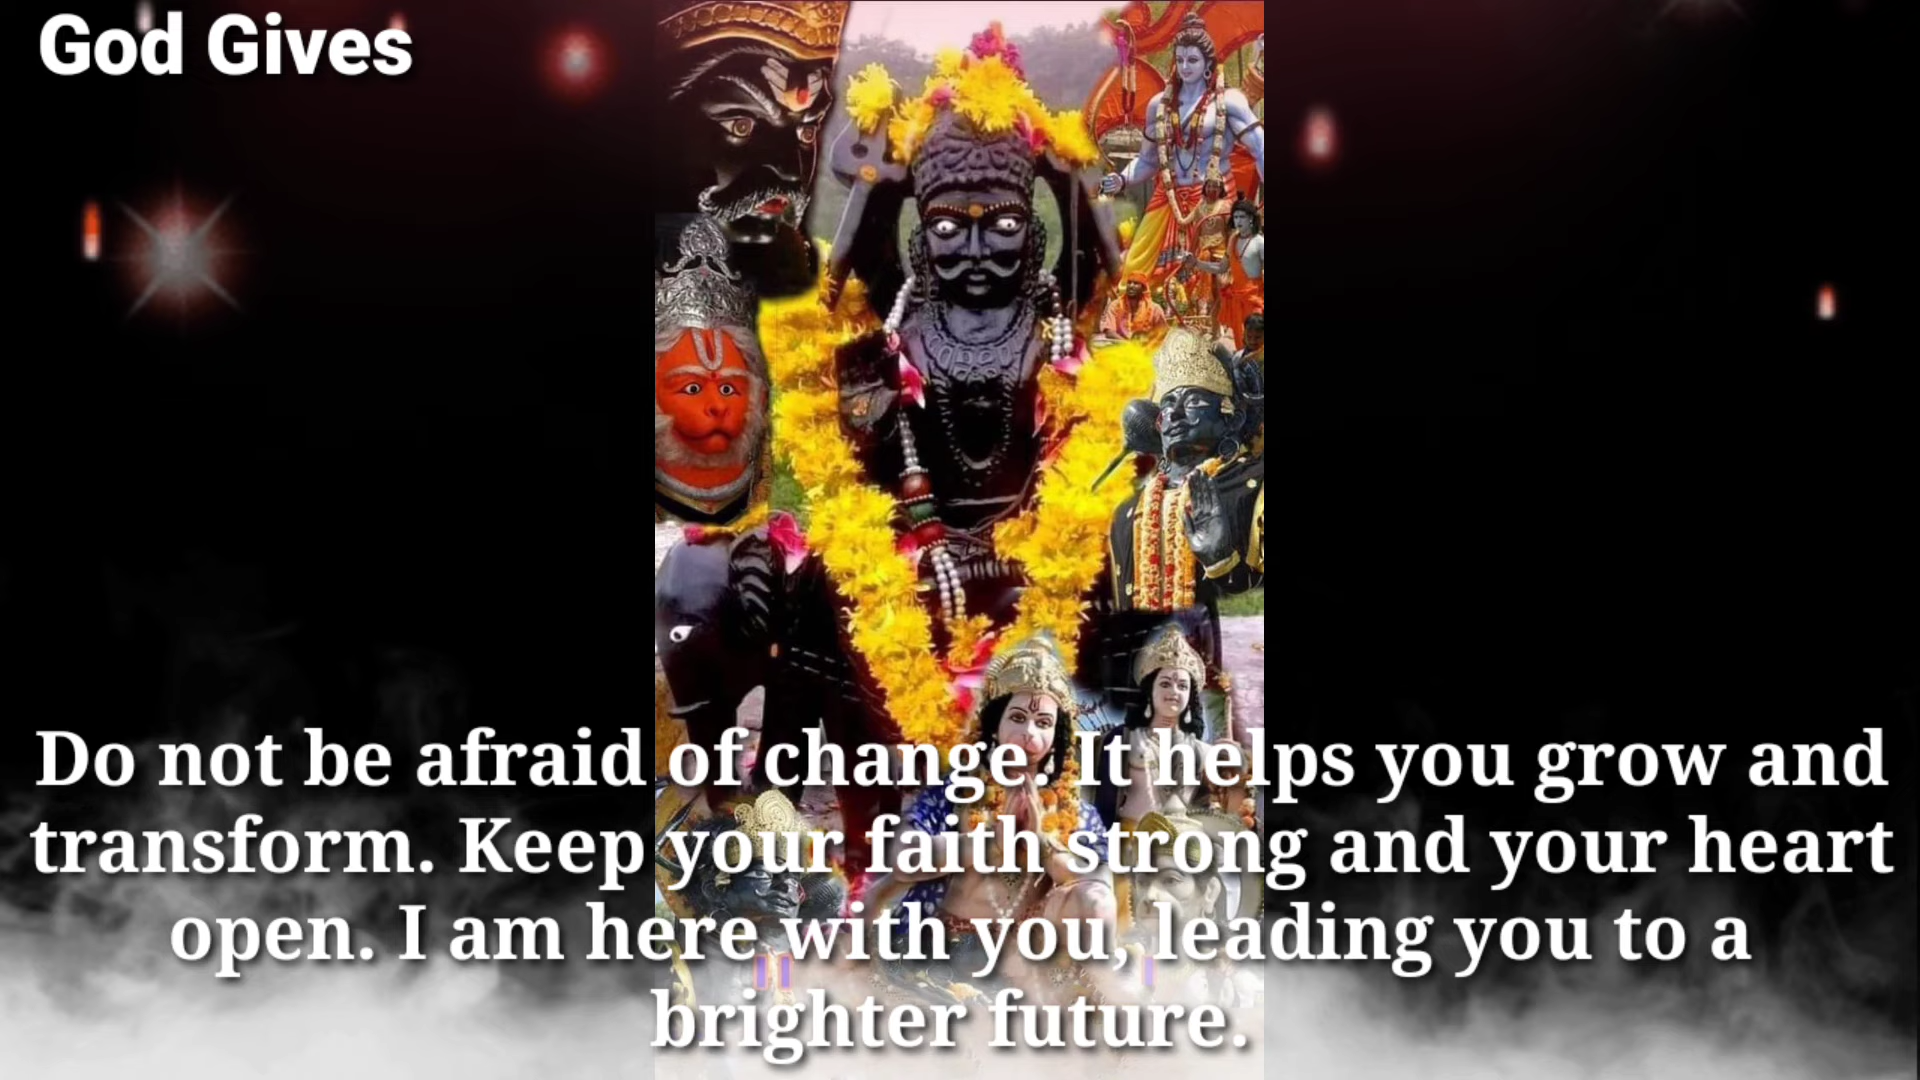 God Gives
Do not be afraid of change. It helps you grow and
transform. Keep your faith strong and your heart
open. I am here with you, leading you to a
brighter future.